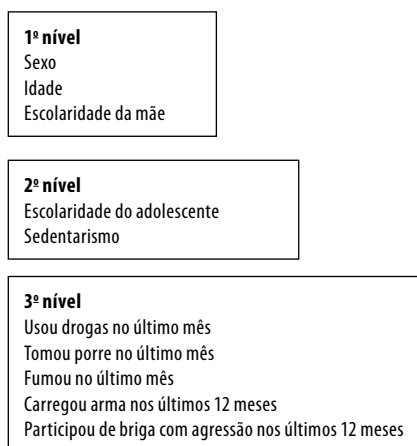 1º nível
Sexo
Idade
Escolaridade da mãe
2º nível
Escolaridade do adolescente
Sedentarismo
3º nível
Usou drogas no último mês
Tomou porre no último mês
Fumou no último mês
Carregou arma nos últimos 12 meses
Participou de briga com agressão nos últimos 12 meses